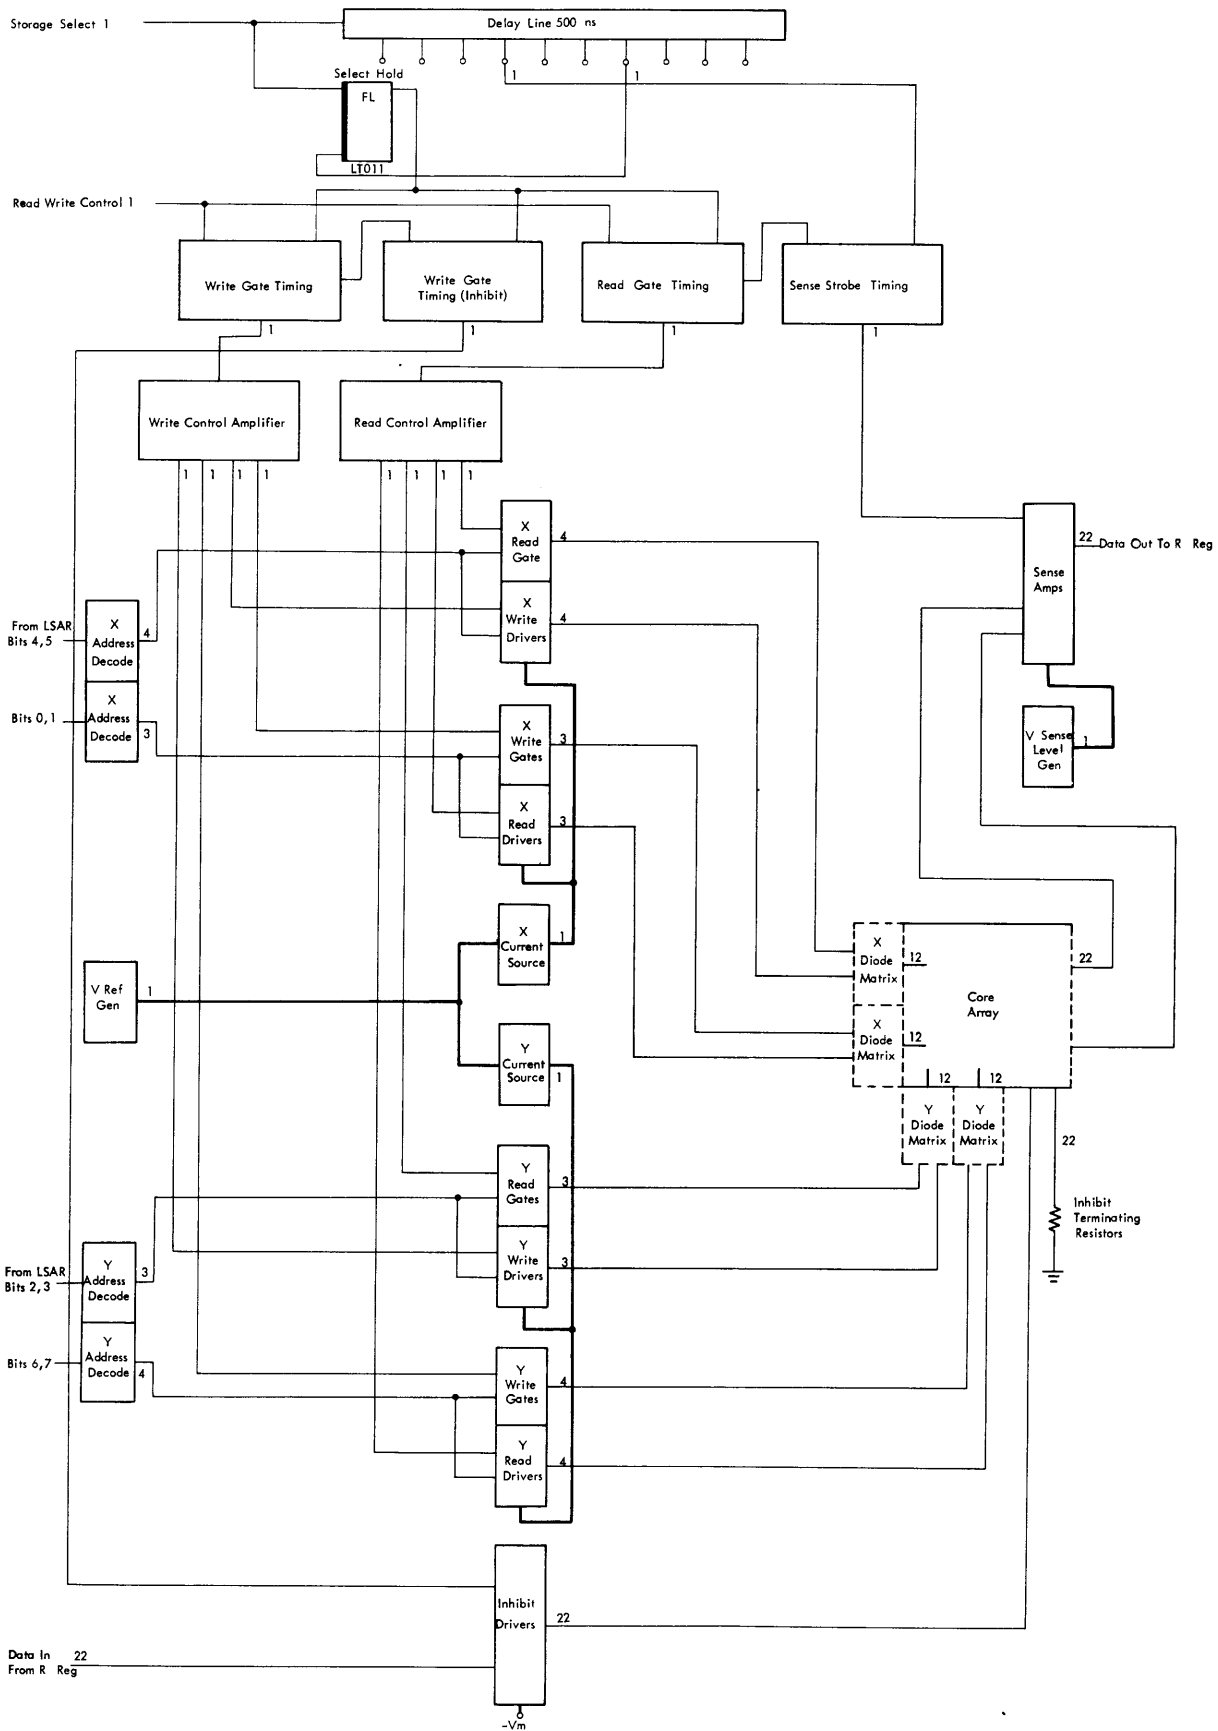 Storage Select 1
Delay Line 500 ns
1
1
Select Hold
FL
LT011
Read Write Control 1
Write Gate Timing
Write Gate
Timing (Inhibit)
Read Gate Timing
Sense Strobe Timing
1
1
1
1
Write Control Amplifier
Read Control Amplifier
1
1
1
1
1
1
1
1
X
Read
Gate
4
X
Write
Drivers
4
22
Data Out To R Reg
Sense
Amps
From LSAR
Bits 4,5
X
Address
Decode
4
Bits 0,1
X
Address
Decode
3
X
Write
Gates
3
X
Read
Drivers
3
V Sense
Level
Gen
1
X
Current
Source
1
V Ref
Gen
1
Y
Current
Source
1
X
Diode
Matrix
12
X
Diode
Matrix
12
Core
Array
22
12
12
Y
Diode
Matrix
Y
Diode
Matrix
22
Inhibit
Terminating
Resistors
Y
Read
Gates
3
Y
Write
Drivers
3
From LSAR
Bits 2,3
Y
Address
Decode
3
Bits 6,7
Y
Address
Decode
4
Y
Write
Gates
4
Y
Read
Drivers
4
Inhibit
Drivers
22
Data In
From R Reg
22
-Vm